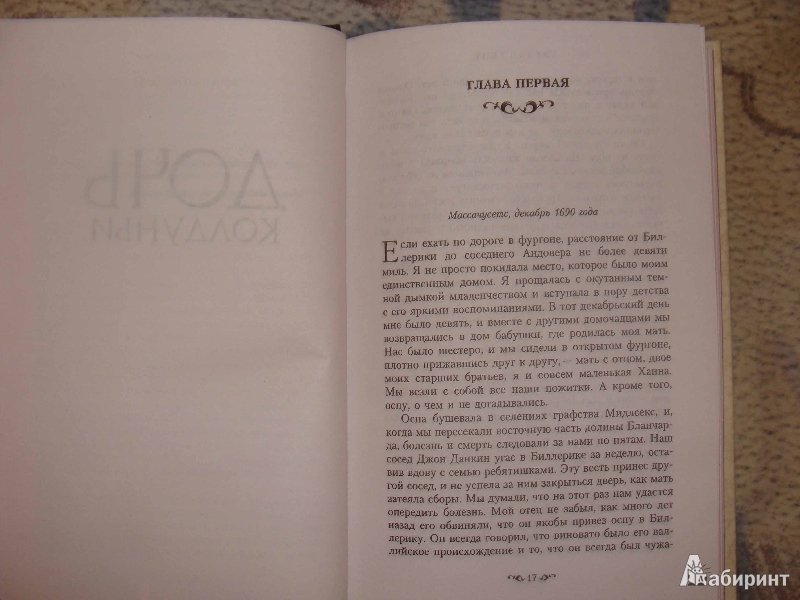 ДОЧЬ
КОЛДУНЬИ
ГЛАВА ПЕРВАЯ
Массачусетс, декабрь 1690 года
Если ехать по дороге в фургоне, расстояние от Бил-
лерики до соседнего Андовера не более девяти
миль. Я не просто покидала место, которое было моим
единственным домом. Я прощалась с окутанным тем-
ной дымкой младенчеством и вступала в пору детства
с его яркими воспоминаниями. В тот декабрьский день
мне было девять, и вместе с другими домочадцами мы
возвращались в дом бабушки, где родилась моя мать.
Нас было шестеро, и мы сидели в открытом фургоне,
плотно прижавшись друг к другу,— мать с отцом, двое
моих старших братьев, я и совсем маленькая Ханна.
Мы везли с собой все наши пожитки. А кроме того,
оспу, о чем и не догадывались.
Оспа бушевала в селениях графства Мидлсекс, и,
когда мы пересекали восточную часть долины Бланчар-
да, болезнь и смерть следовали за нами по пятам. Наш
сосед Джон Данкин угас в Биллерике за неделю, оста-
вив вдову с семью ребятишками. Эту весть принес дру-
гой сосед, и не успела за ним закрыться дверь, как мать
затеяла сборы. Мы думали, что на этот раз нам удастся
опередить болезнь. Мой отец не забыл, как много лет
назад его обвиняли, что он якобы привез оспу в Бил-
лерику. Он всегда говорил, что виновато было его вал-
лийское происхождение и то, что он всегда был чужа-
17
Лабиринт